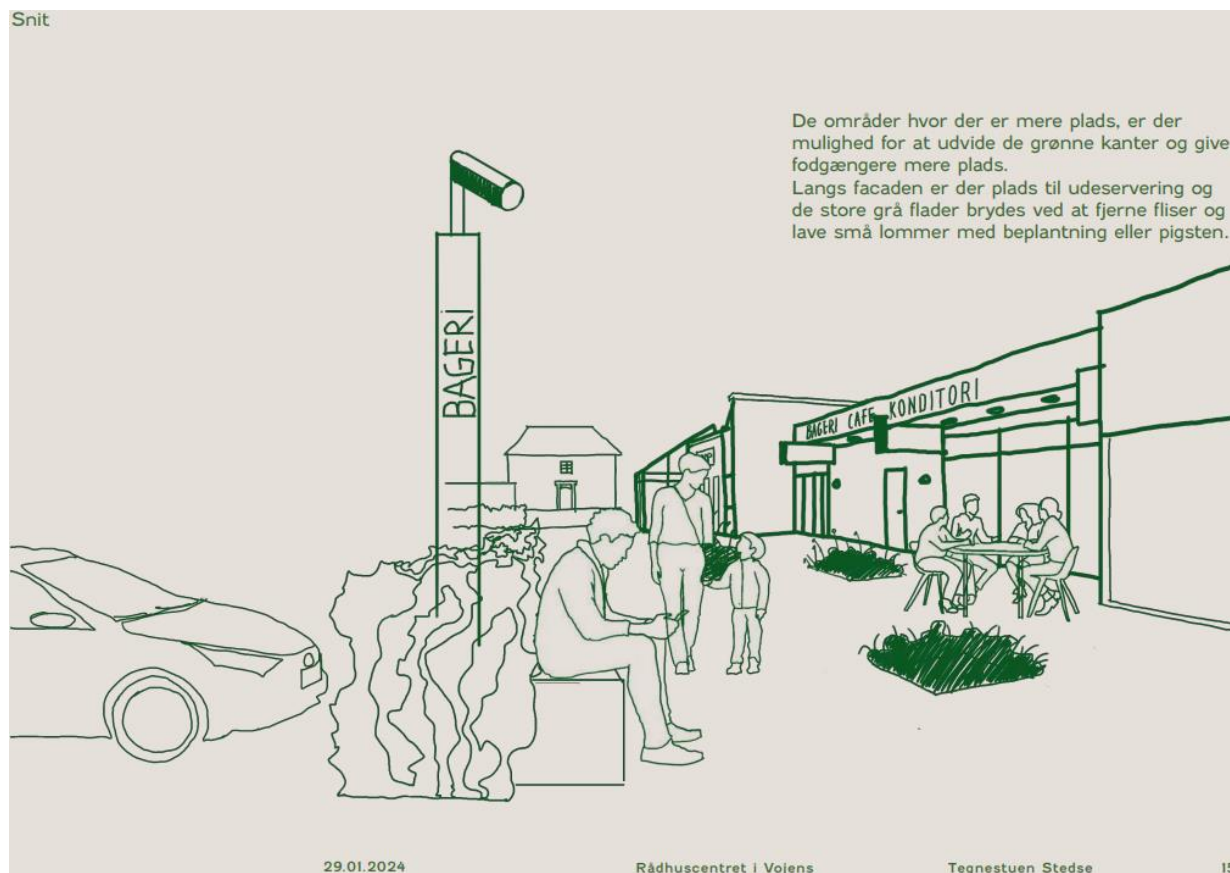 Snit
De områder hvor der er mere plads, er der
mulighed for at udvide de grønne kanter og give
fodgængere mere plads.
Langs facaden er der plads til udeservering og
de store grå flader brydes ved at fjerne fliser og
lave små lommer med beplantning eller pigsten.
BAGERI
BAGERI CAFE KONDITORI
29.01.2024
Rådhuscentret i Vojens
Tegnestuen Stedse
15